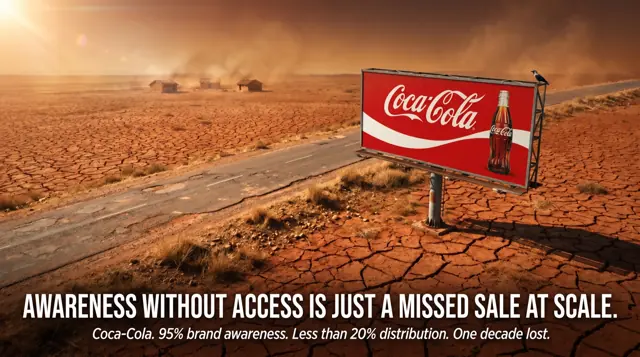 Coca-Cola
Coca-Cola
AWARENESS WITHOUT ACCESS IS JUST A MISSED SALE AT SCALE.
Coca-Cola. 95% brand awareness. Less than 20% distribution. One decade lost.